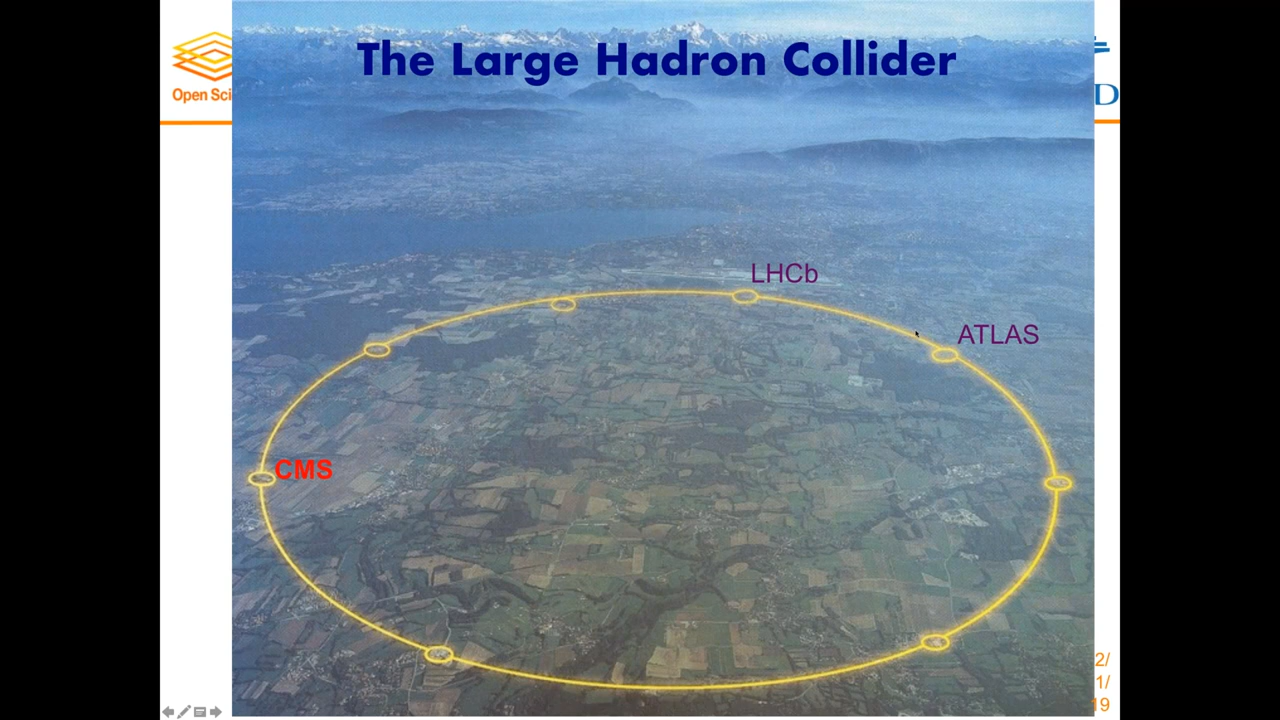 The Large Hadron Collider
Open Sci
D
LHCb
ATLAS
CMS
2/
1/
19